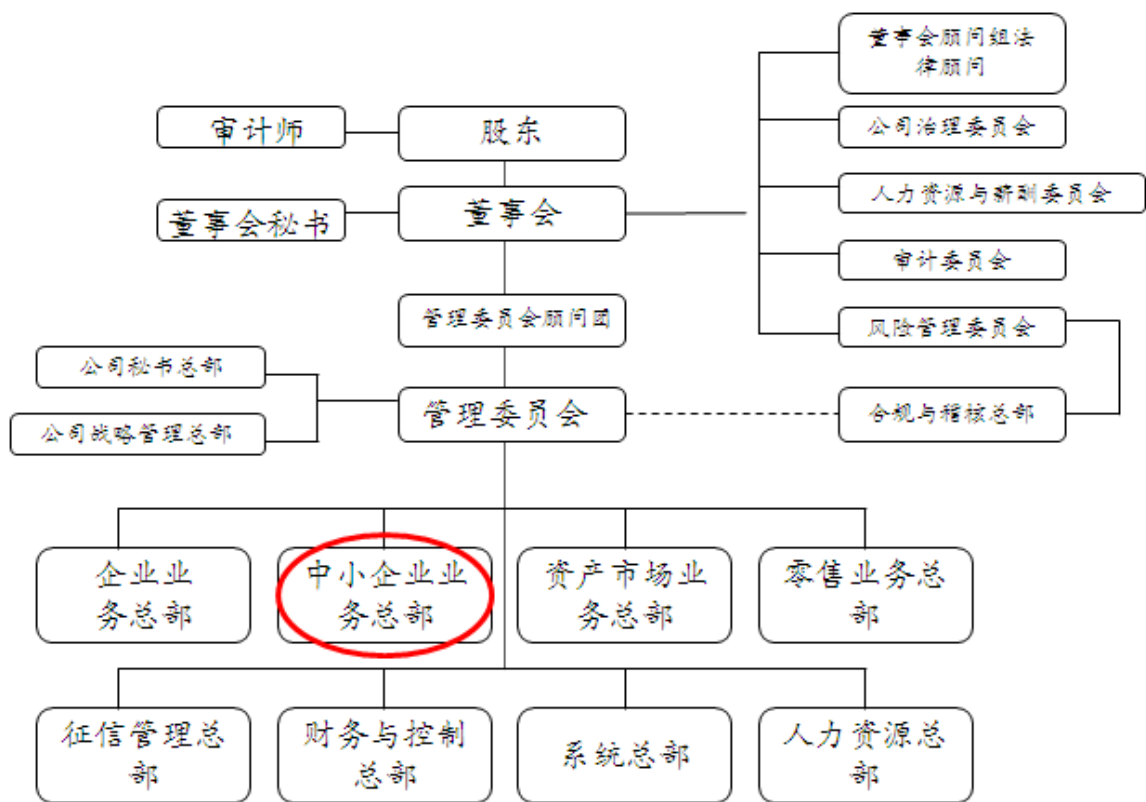 董事会顾问组法
律顾问
审计师
股东
公司治理委员会
人力资源与薪酬委员会
董事会秘书
董事会
审计委员会
管理委员会顾问团
风险管理委员会
公司秘书总部
管理委员会
合规与稽核总部
公司战略管理总部
企业业
务总部
中小企业业
务总部
资产市场业
务总部
零售业务总
部
征信管理总
部
财务与控制
总部
系统总部
人力资源总
部